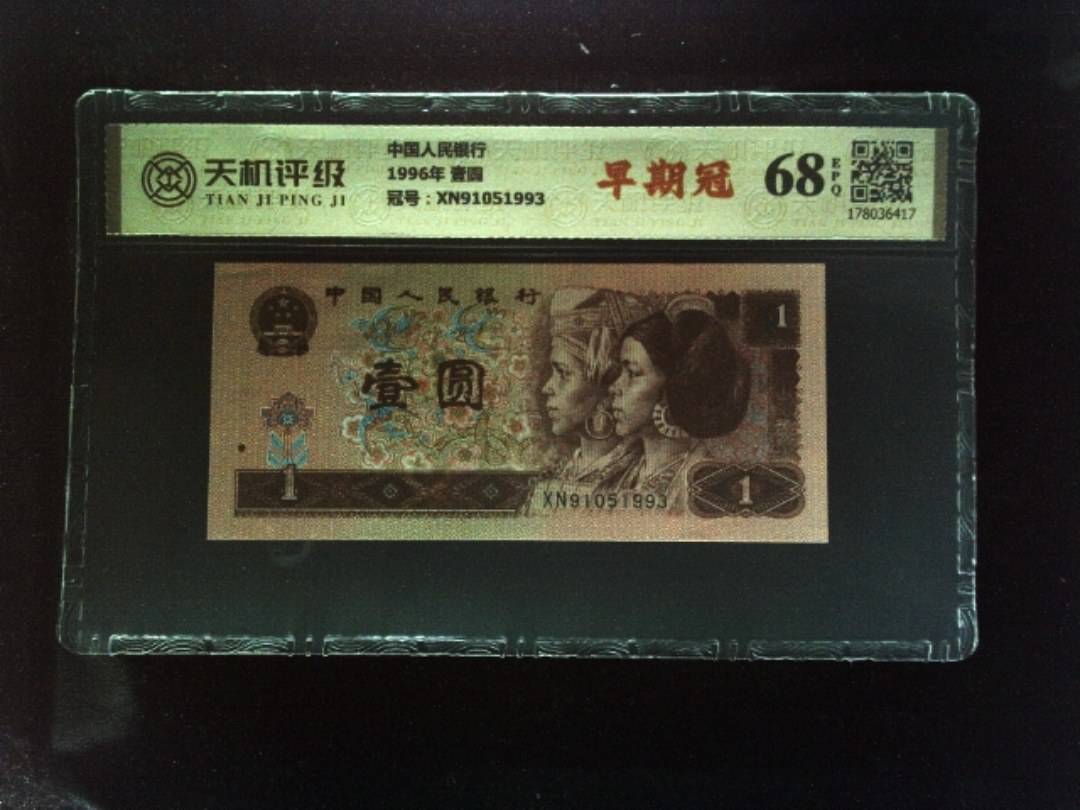 天机评级
TIAN JI PING JI
中国人民银行
1996年 壹圆
冠号：XN91051993
早期冠
68
EPQ
178036417
中国人民银行
1
壹圆
1
XN91051993
1